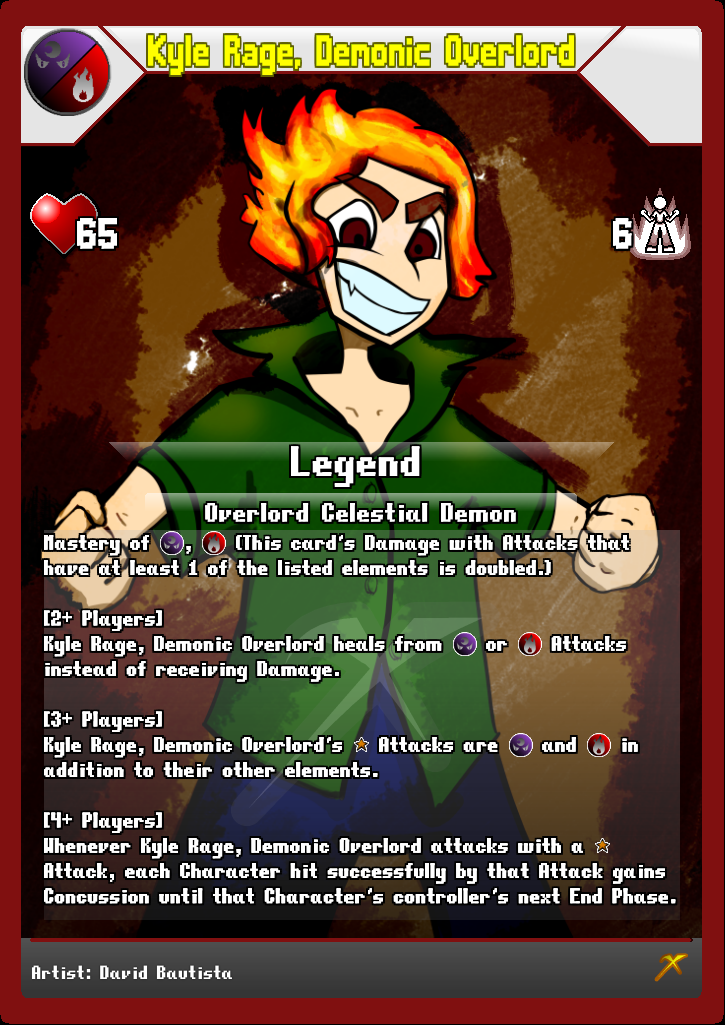 Kyle Rage, Demonic Overlord
65
6
Legend
Overlord Celestial Demon
Mastery of , (This card's Damage with Attacks that
have at least 1 of the listed elements is doubled.)
[2+ Players]
Kyle Rage, Demonic Overlord heals from or Attacks
instead of receiving Damage.
[3+ Players]
Kyle Rage, Demonic Overlord's Attacks are and in
addition to their other elements.
[4+ Players]
Whenever Kyle Rage, Demonic Overlord attacks with a
Attack, each Character hit successfully by that Attack gains
Concussion until that Character's controller's next End Phase.
Artist: David Bautista